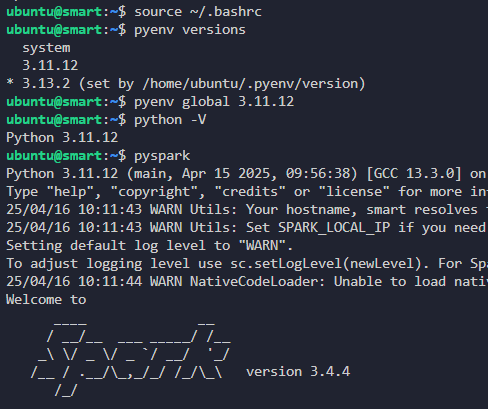 ubuntu@smart:~$ source ~/.bashrc
ubuntu@smart:~$ pyenv versions
  system
  3.11.12
* 3.13.2 (set by /home/ubuntu/.pyenv/version)
ubuntu@smart:~$ pyenv global 3.11.12
ubuntu@smart:~$ python -V
Python 3.11.12
ubuntu@smart:~$ pyspark
Python 3.11.12 (main, Apr 15 2025, 09:56:38) [GCC 13.3.0] on
Type "help", "copyright", "credits" or "license" for more in
25/04/16 10:11:43 WARN Utils: Your hostname, smart resolves
25/04/16 10:11:43 WARN Utils: Set SPARK_LOCAL_IP if you need
Setting default log level to "WARN".
To adjust logging level use sc.setLogLevel(newLevel). For Sp
25/04/16 10:11:44 WARN NativeCodeLoader: Unable to load nati
Welcome to
      ____              __
     / __/__  ___ _____/ /__
    _\ \/ _ \/ _ `/ __/  '_/
   /__ / .__/\_,_/_/ /_/\_\   version 3.4.4
      /_/